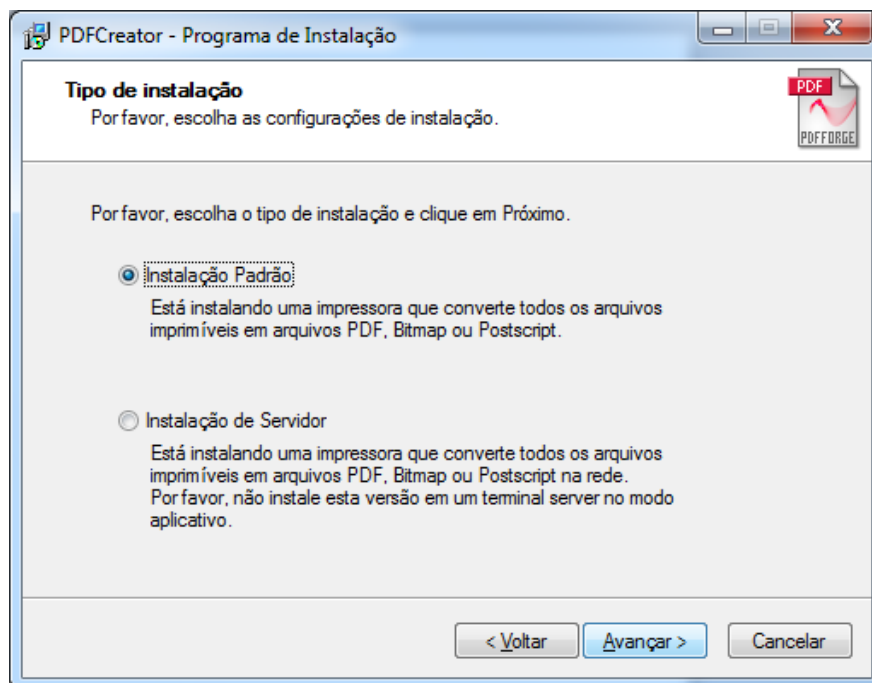 PDFCreator - Programa de Instalação
Tipo de instalação
Por favor, escolha as configurações de instalação.
PDF
PDFFORGE
Por favor, escolha o tipo de instalação e clique em Próximo.
Instalação Padrão
Está instalando uma impressora que converte todos os arquivos
imprimíveis em arquivos PDF, Bitmap ou Postscript.
Instalação de Servidor
Está instalando uma impressora que converte todos os arquivos
imprimíveis em arquivos PDF, Bitmap ou Postscript na rede.
Por favor, não instale esta versão em um terminal server no modo
aplicativo.
< Voltar
Avançar >
Cancelar